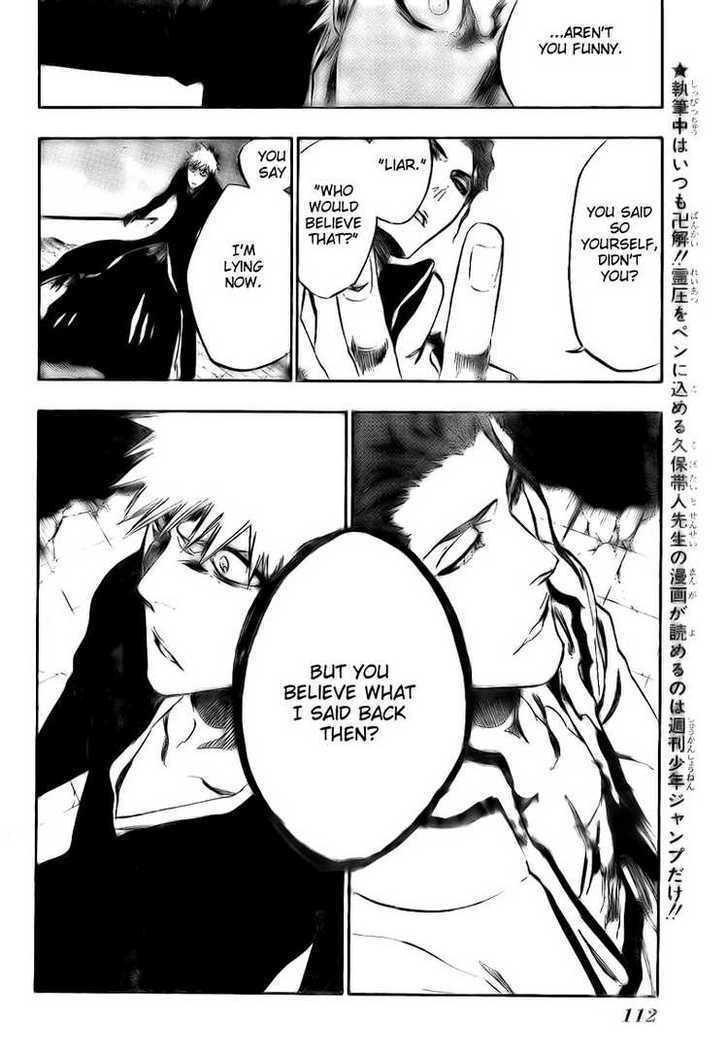 ...AREN'T
YOU FUNNY.
YOU SAID
SO
YOURSELF,
DIDN'T
YOU?
"LIAR."
"WHO
WOULD
BELIEVE
THAT?"
YOU
SAY
I'M
LYING
NOW.
BUT YOU
BELIEVE WHAT
I SAID BACK
THEN?
★執筆中はいつも卍解!!霊圧をペンに込める久保帯人先生の漫画が読めるのは週刊少年ジャンプだけ!!
112